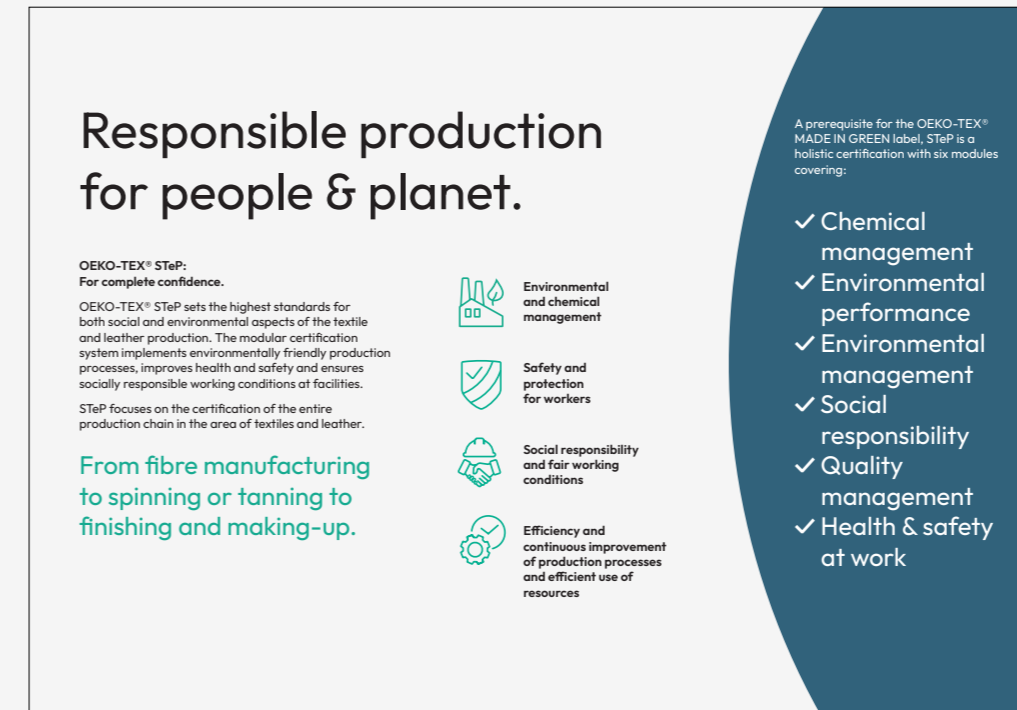 Responsible production
for people & planet.
OEKO-TEX® STeP:
For complete confidence.
OEKO-TEX® STeP sets the highest standards for
both social and environmental aspects of the textile
and leather production. The modular certification
system implements environmentally friendly production
processes, improves health and safety and ensures
socially responsible working conditions at facilities.
STeP focuses on the certification of the entire
production chain in the area of textiles and leather.
From fibre manufacturing
to spinning or tanning to
finishing and making-up.
Environmental
and chemical
management
Safety and
protection
for workers
Social responsibility
and fair working
conditions
Efficiency and
continuous improvement
of production processes
and efficient use of
resources
A prerequisite for the OEKO-TEX®
MADE IN GREEN label, STeP is a
holistic certification with six modules
covering:
✓ Chemical
management
✓ Environmental
performance
✓ Environmental
management
✓ Social
responsibility
✓ Quality
management
✓ Health & safety
at work